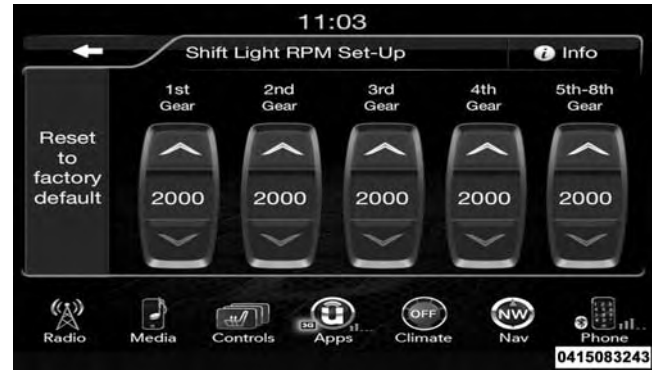 11:03
Shift Light RPM Set-Up
Info
1st Gear
2nd Gear
3rd Gear
4th Gear
5th-8th Gear
Reset
to
factory
default
2000 2000 2000 2000 2000
3G
OFF
NW
Radio Media Controls Apps Climate Nav Phone
0415083243